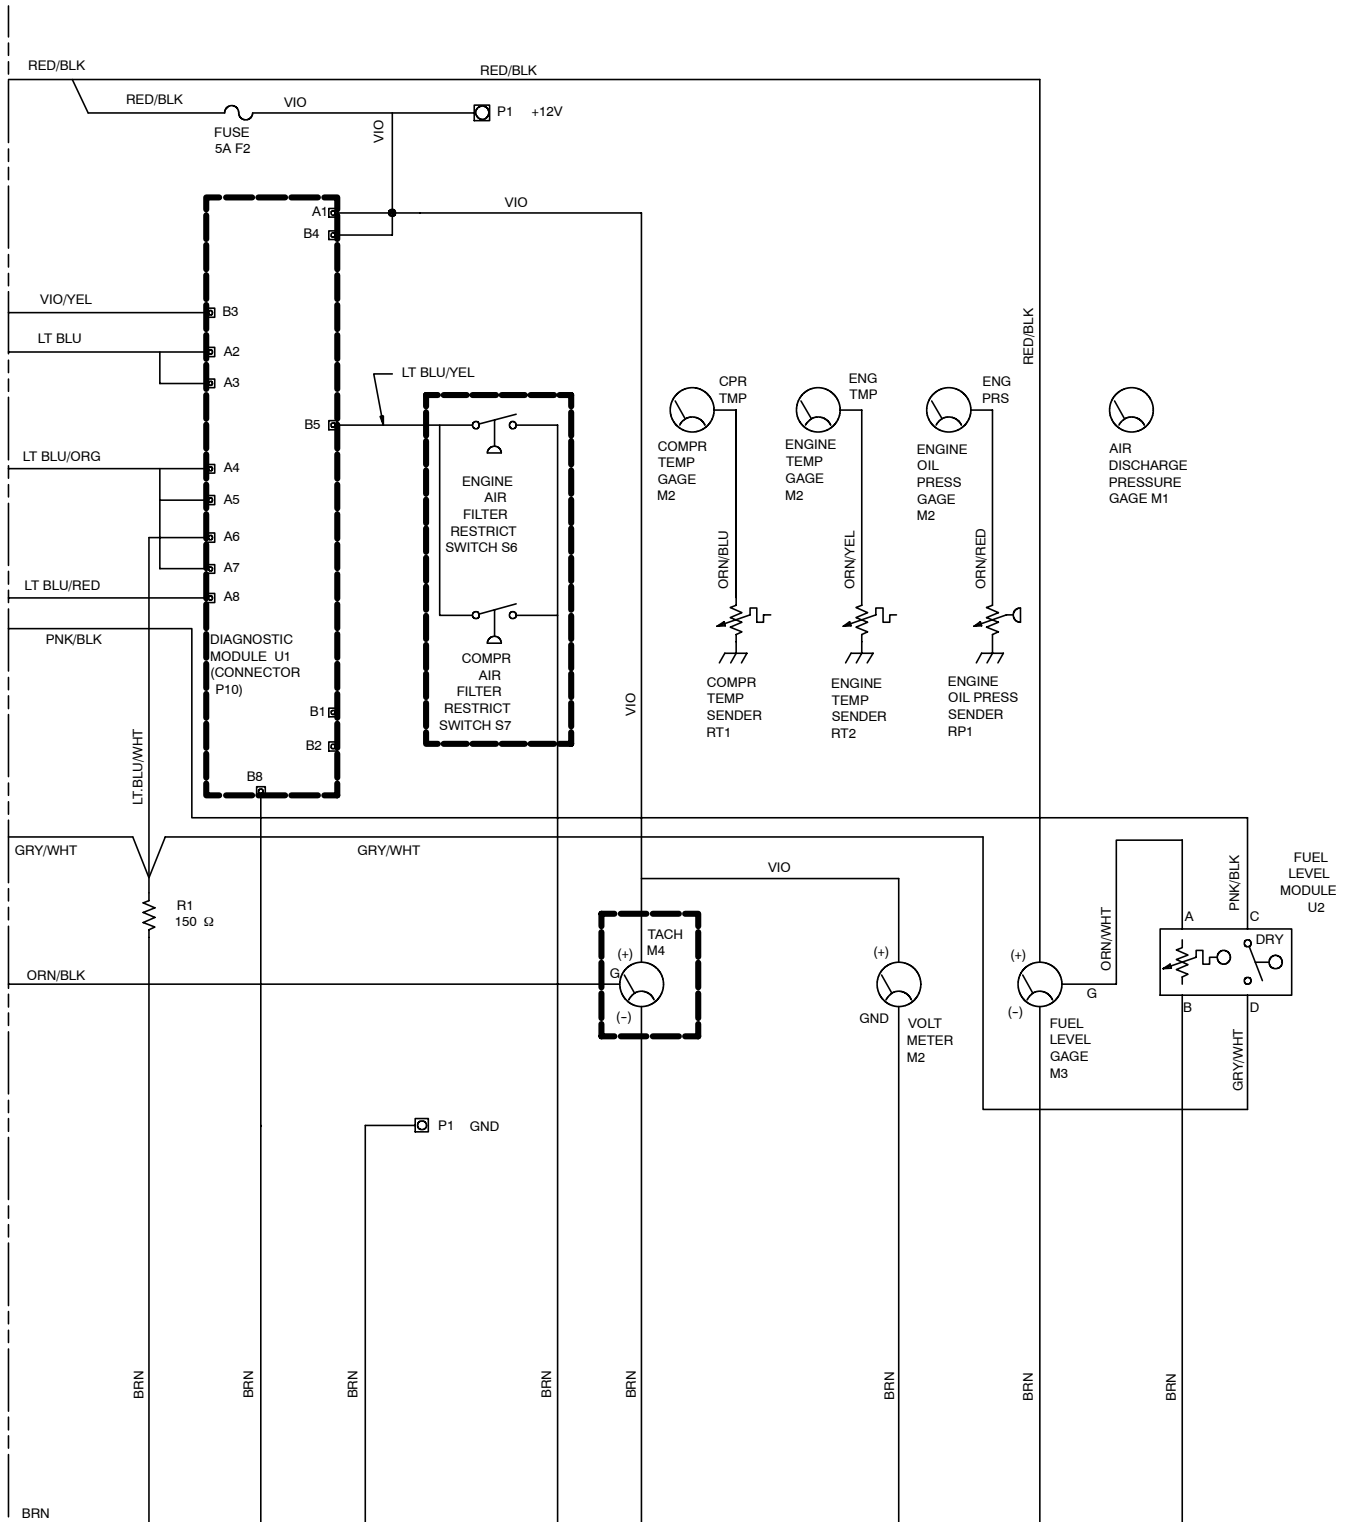 RED/BLK
RED/BLK
RED/BLK
VIO
P1 +12V
FUSE
5A F2
VIO
A1
VIO
B4
VIO/YEL
B3
LT BLU
A2
A3
LT BLU/YEL
B5
LT BLU/ORG
A4
A5
A6
A7
LT BLU/RED
A8
PNK/BLK
DIAGNOSTIC
MODULE U1
(CONNECTOR
P10)
B1
B2
B8
ENGINE
AIR
FILTER
RESTRICT
SWITCH S6
COMPR
AIR
FILTER
RESTRICT
SWITCH S7
RED/BLK
CPR
TMP
COMPR
TEMP
GAGE
M2
ENG
TMP
ENGINE
TEMP
GAGE
M2
ENG
PRS
ENGINE
OIL
PRESS
GAGE
M2
AIR
DISCHARGE
PRESSURE
GAGE M1
ORN/BLU
ORN/YEL
ORN/RED
COMPR
TEMP
SENDER
RT1
ENGINE
TEMP
SENDER
RT2
ENGINE
OIL PRESS
SENDER
RP1
VIO
LT.BLU/WHT
GRY/WHT
GRY/WHT
VIO
R1
150 Ω
ORN/BLK
TACH
M4
(+)
G
(−)
(+)
GND
VOLT
METER
M2
(+)
G
(−)
FUEL
LEVEL
GAGE
M3
ORN/WHT
PNK/BLK
FUEL
LEVEL
MODULE
U2
A
C
DRY
B
D
GRY/WHT
P1 GND
BRN
BRN
BRN
BRN
BRN
BRN
BRN
BRN
BRN